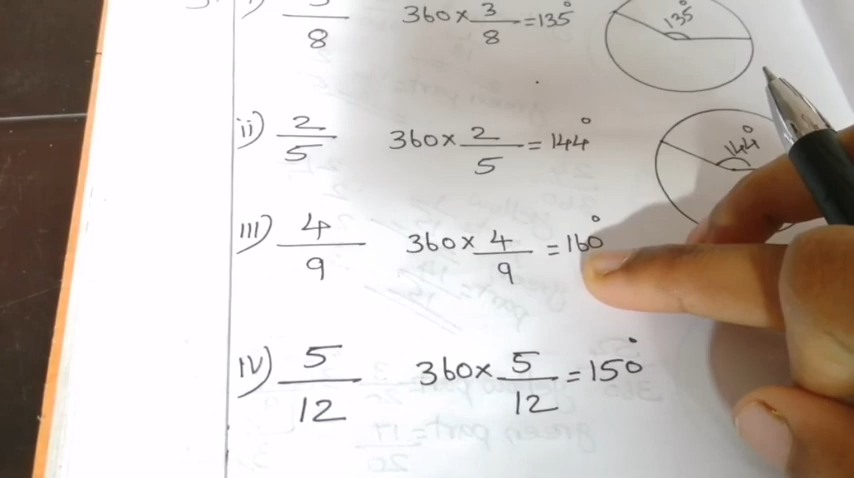 3/8 360 × 3/8 = 135° 135°
ii) 2/5 360 × 2/5 = 144° 144°
iii) 4/9 360 × 4/9 = 160°
iv) 5/12 360 × 5/12 = 150°